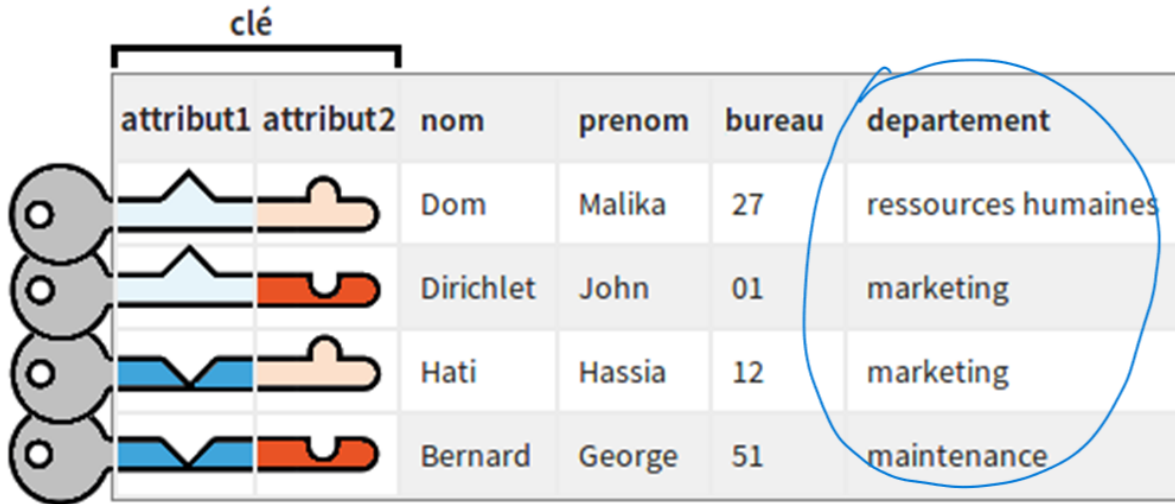 clé
attribut1 attribut2 nom prenom bureau departement
Dom Malika 27 ressources humaines
Dirichlet John 01 marketing
Hati Hassia 12 marketing
Bernard George 51 maintenance